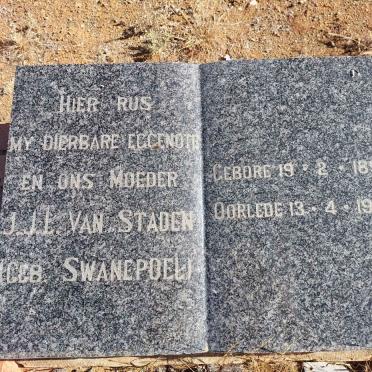 HIER RUS
MY DIERBARE EGGENOTE
EN ONS MOEDER
J.J.E. VAN STADEN
(GEB SWANEPOEL)
GEBORE 19 - 2 - 18
OORLEDE 13 - 4 - 19